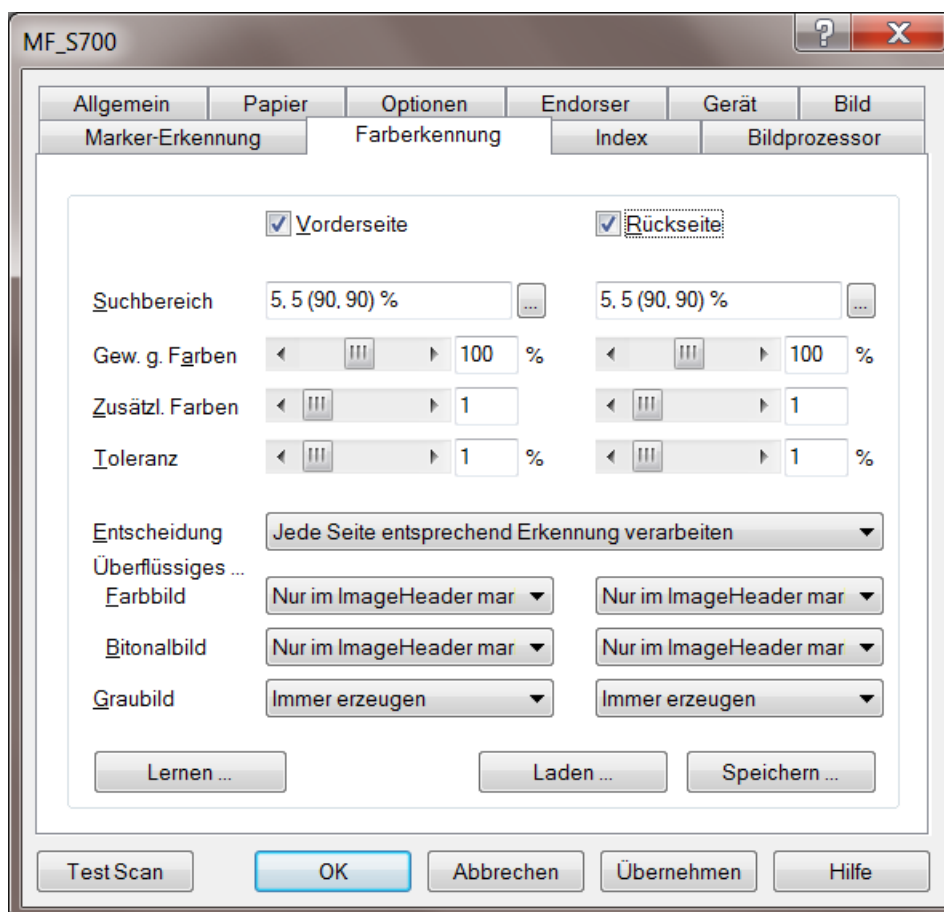 MF_S700
Allgemein Papier Optionen Endorser Gerät Bild
Marker-Erkennung Farberkennung Index Bildprozessor
Vorderseite Rückseite
Suchbereich 5, 5 (90, 90) % ... 5, 5 (90, 90) % ...
Gew. g. Farben 100 % 100 %
Zusätzl. Farben 1 1
Toleranz 1 % 1 %
Entscheidung Jede Seite entsprechend Erkennung verarbeiten
Überflüssiges ...
Farbbild Nur im ImageHeader mar Nur im ImageHeader mar
Bitonalbild Nur im ImageHeader mar Nur im ImageHeader mar
Graubild Immer erzeugen Immer erzeugen
Lernen ... Laden ... Speichern ...
Test Scan OK Abbrechen Übernehmen Hilfe